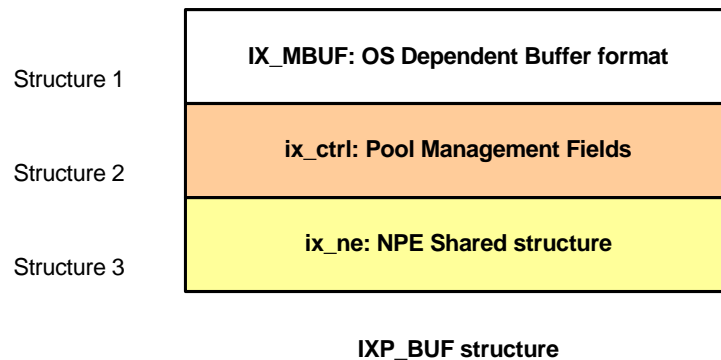 IX_MBUF: OS Dependent Buffer format
Structure 1
ix_ctrl: Pool Management Fields
Structure 2
ix_ne: NPE Shared structure
Structure 3
IXP_BUF structure